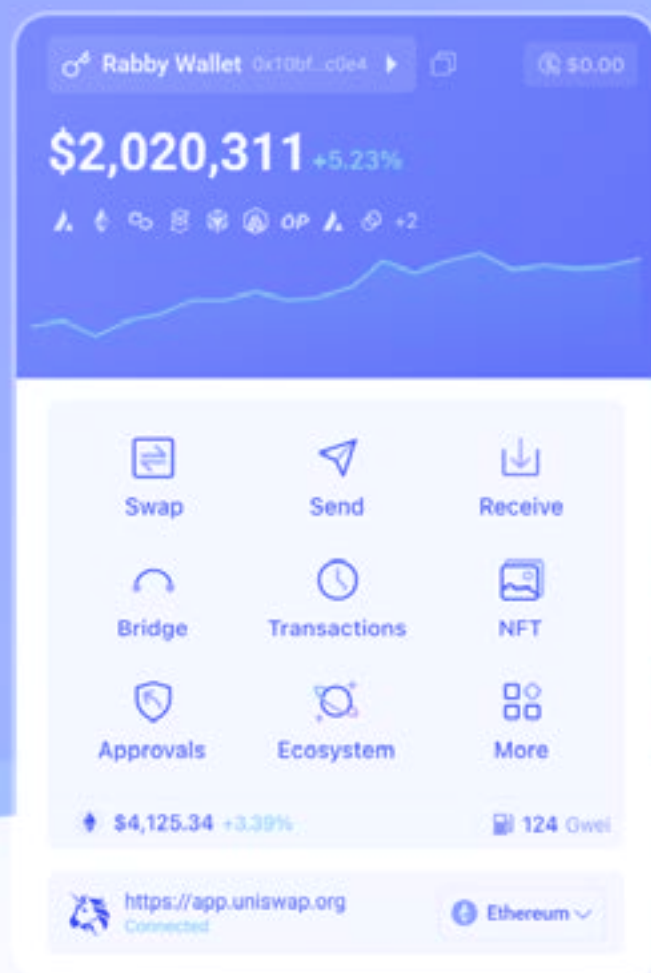 Rabby Wallet 0x10bf...c0e4 $0.00
$2,020,311 +5.23%
OP +2
Swap Send Receive
Bridge Transactions NFT
Approvals Ecosystem More
$4,125.34 +3.39% 124 Gwei
https://app.uniswap.org
Connected
Ethereum